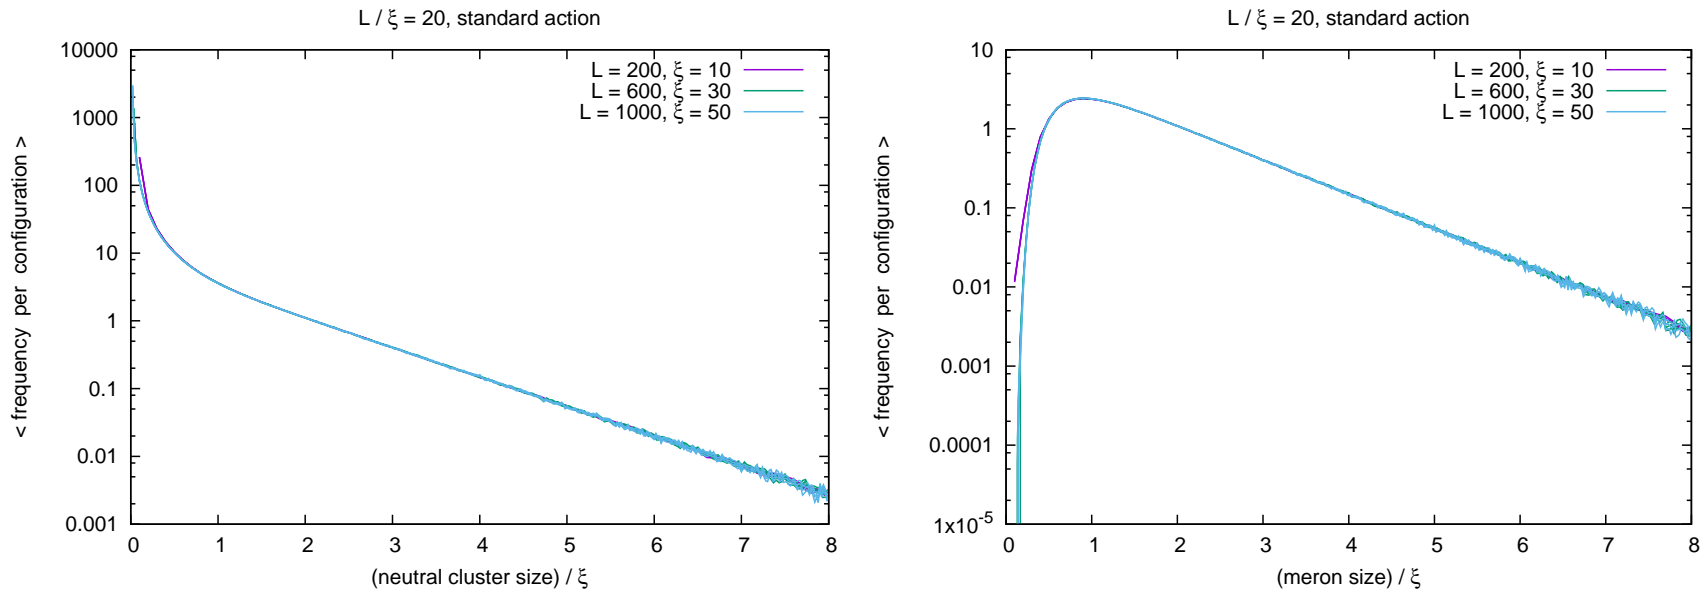 L / ξ = 20, standard action
10000
1000
100
10
1
0.1
0.01
0.001
< frequency per configuration >
L = 200, ξ = 10
L = 600, ξ = 30
L = 1000, ξ = 50
0 1 2 3 4 5 6 7 8
(neutral cluster size) / ξ
L / ξ = 20, standard action
10
1
0.1
0.01
0.001
0.0001
1x10-5
< frequency per configuration >
L = 200, ξ = 10
L = 600, ξ = 30
L = 1000, ξ = 50
0 1 2 3 4 5 6 7 8
(meron size) / ξ